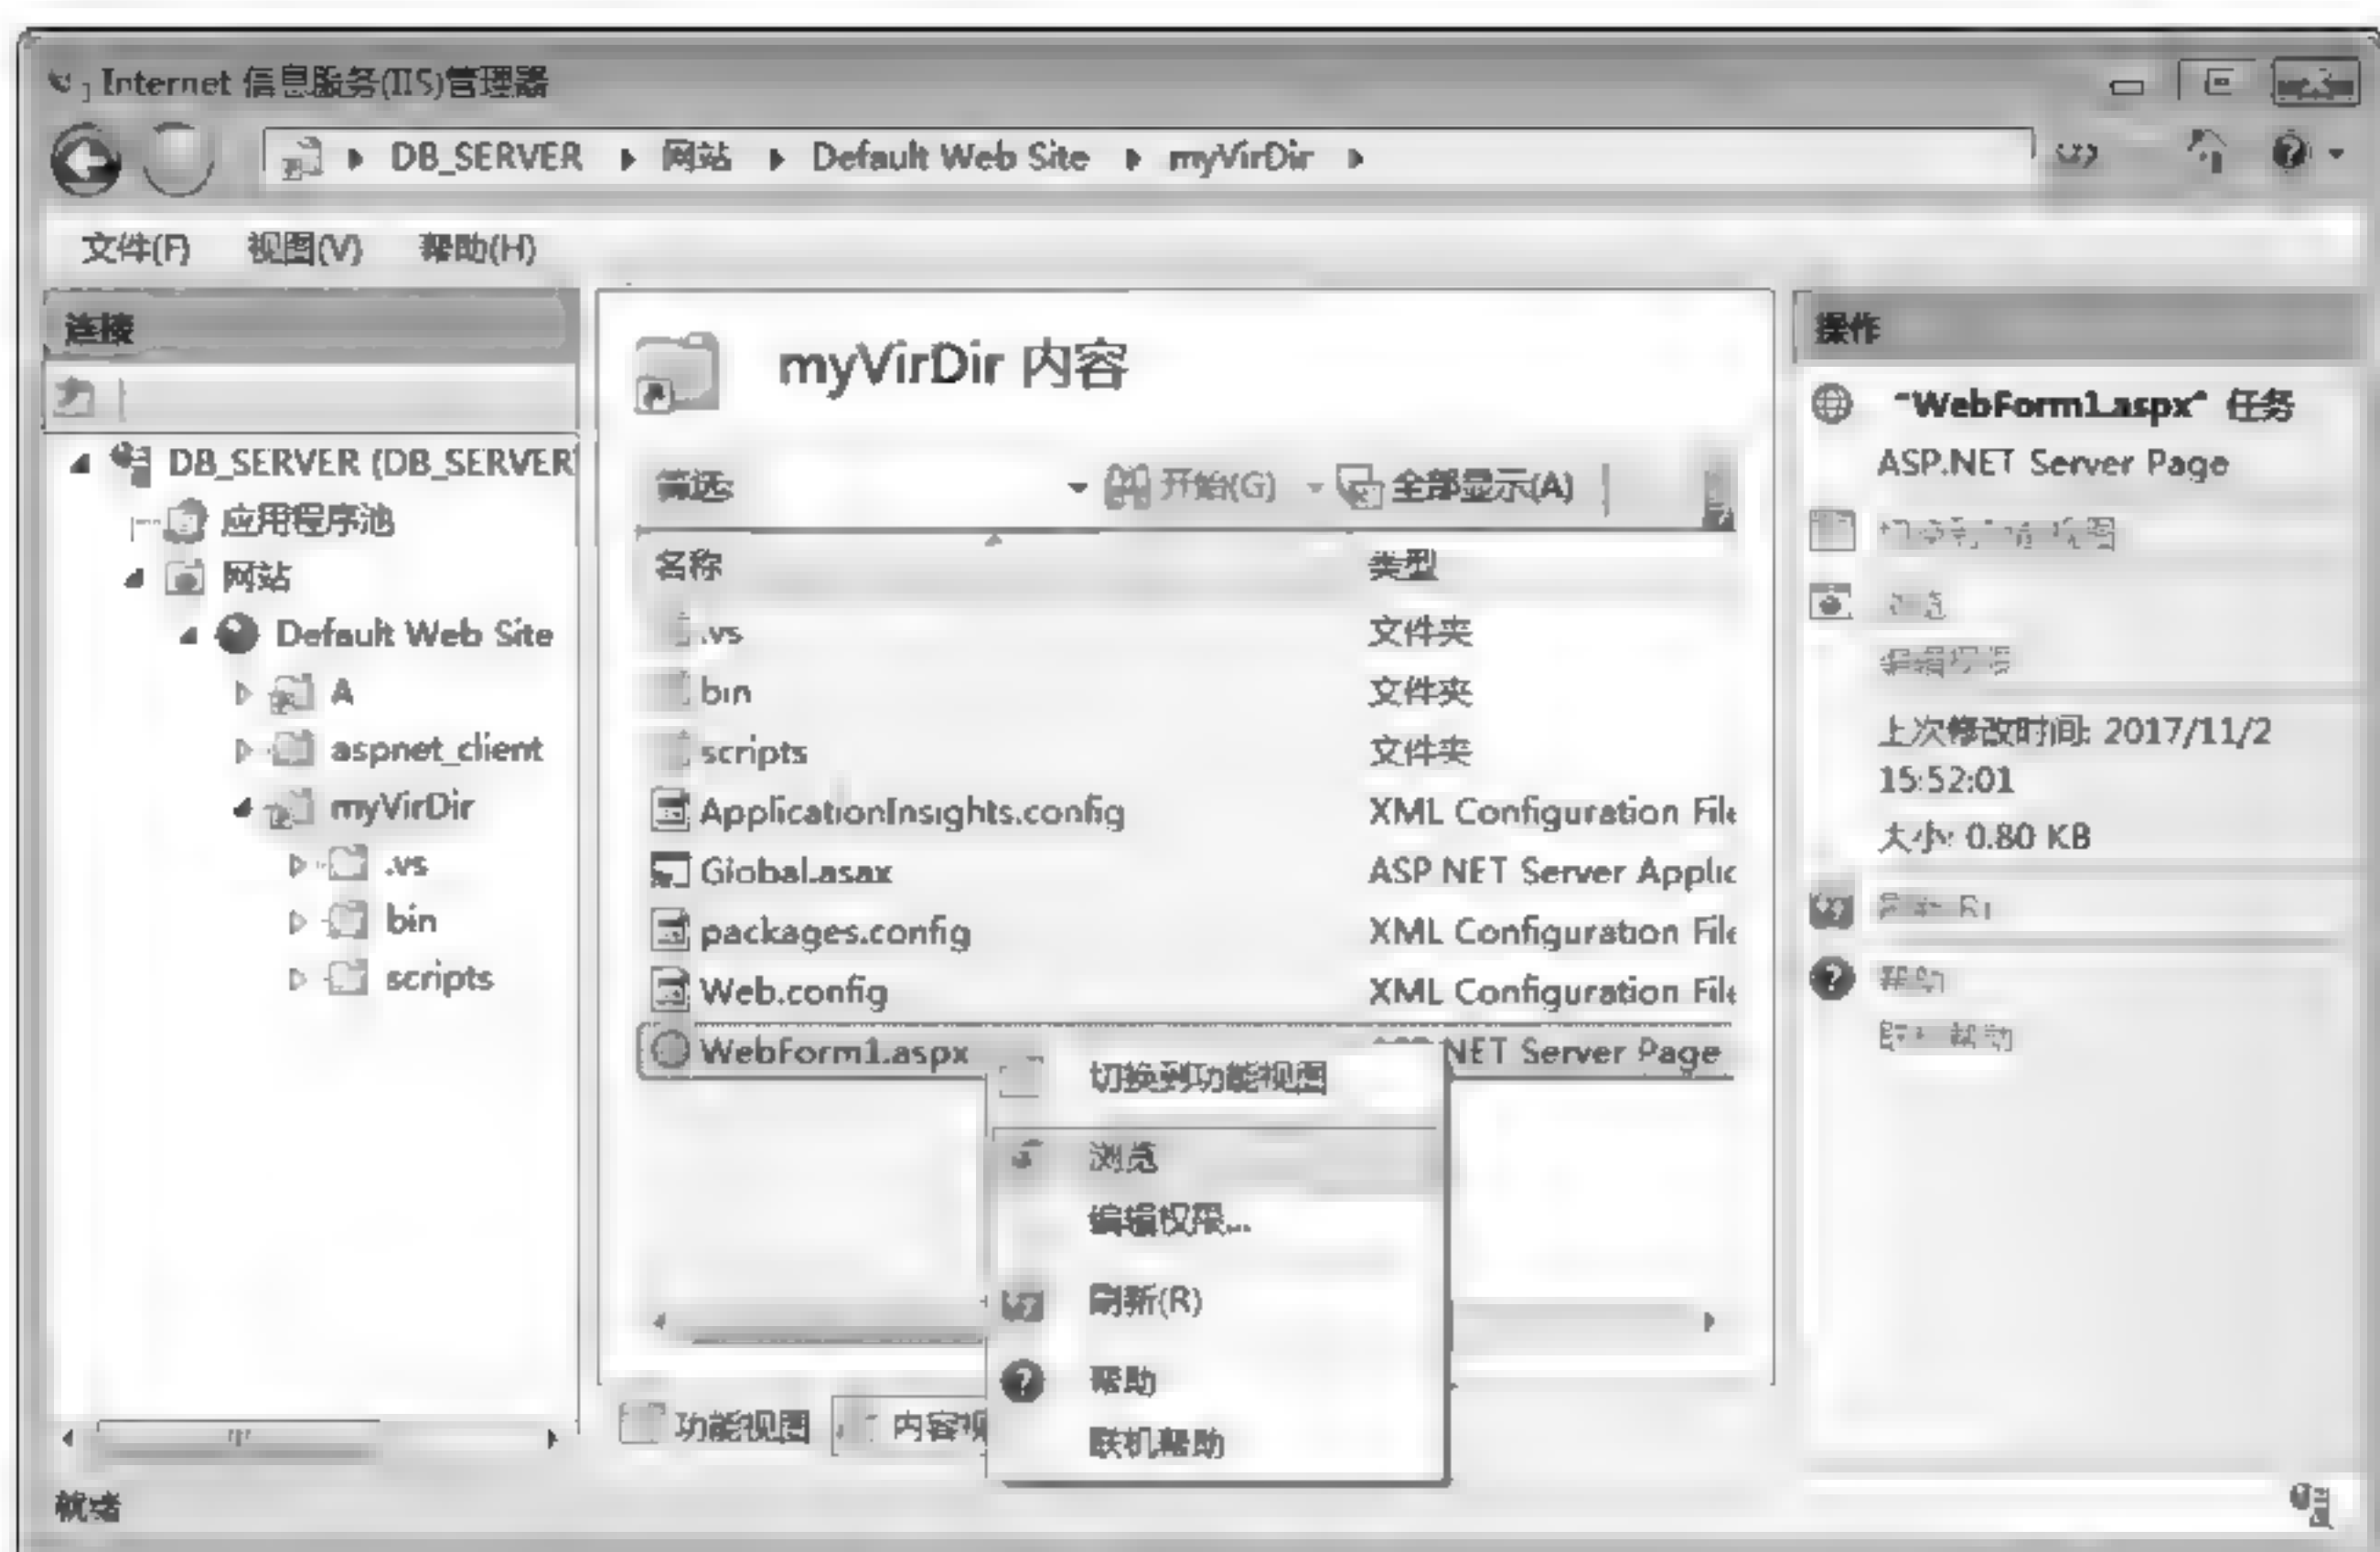 Internet 信息服务(IIS)管理器
DB_SERVER 网站 Default Web Site myVirDir
文件(F) 视图(V) 帮助(H)
连接
DB_SERVER (DB_SERVER
应用程序池
网站
Default Web Site
A
aspnet_client
myVirDir
.vs
bin
scripts
myVirDir 内容
筛选: 开始(G) 全部显示(A)
名称 类型
.vs 文件夹
bin 文件夹
scripts 文件夹
ApplicationInsights.config XML Configuration File
Global.asax ASP.NET Server Applic
packages.config XML Configuration File
Web.config XML Configuration File
WebForm1.aspx NET Server Page
切换到功能视图
浏览
编辑权限...
刷新(R)
帮助
联机帮助
功能视图 内容视
操作
"WebForm1.aspx" 任务
ASP.NET Server Page
上次修改时间: 2017/11/2
15:52:01
大小: 0.80 KB
帮助
就绪